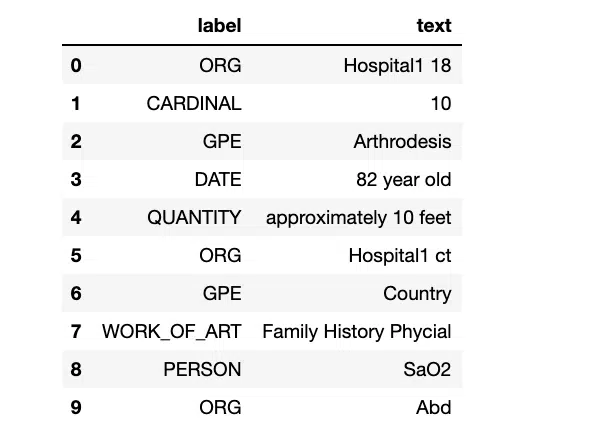 label text
0 ORG Hospital1 18
1 CARDINAL 10
2 GPE Arthrodesis
3 DATE 82 year old
4 QUANTITY approximately 10 feet
5 ORG Hospital1 ct
6 GPE Country
7 WORK_OF_ART Family History Phycial
8 PERSON SaO2
9 ORG Abd